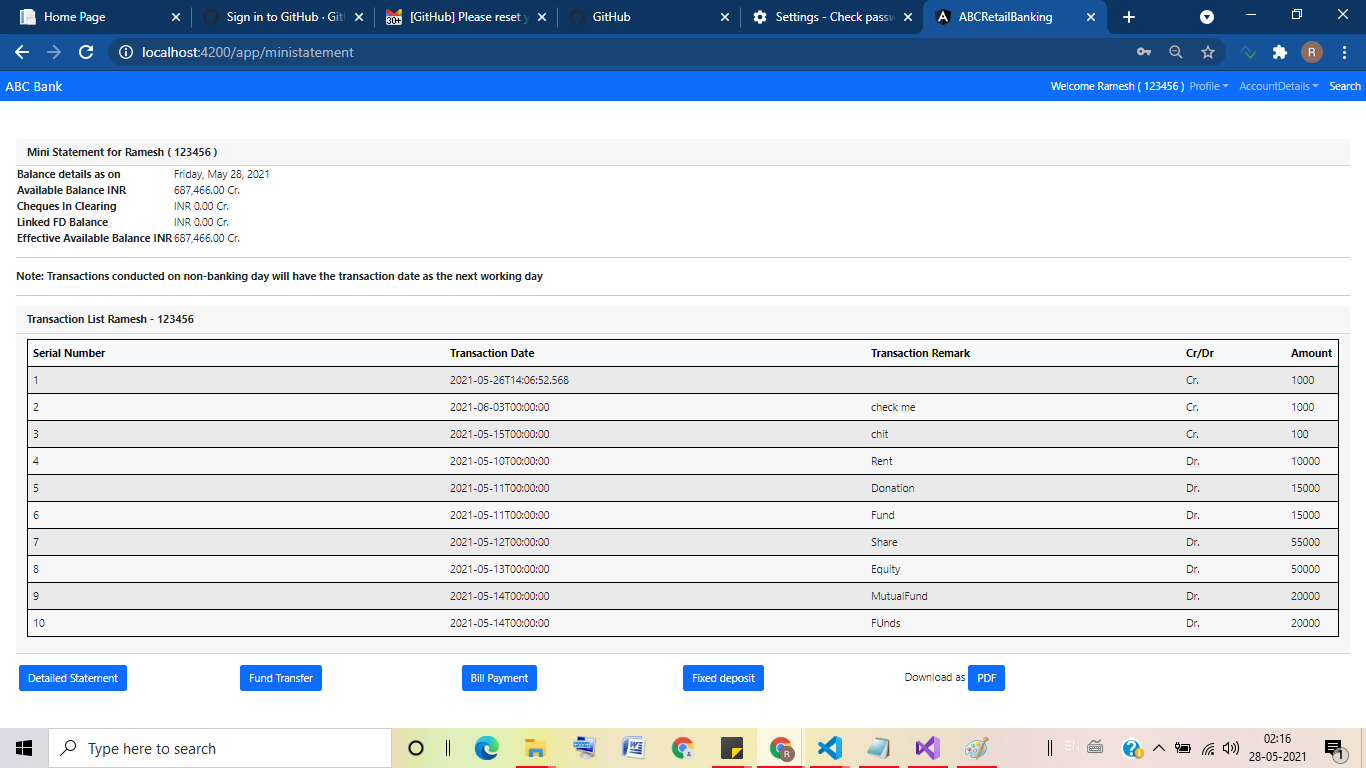 Home Page
Sign in to GitHub · Git
[GitHub] Please reset y
GitHub
Settings - Check passw
ABCRetailBanking
localhost:4200/app/ministatement
R
ABC Bank
Welcome Ramesh ( 123456 ) Profile AccountDetails Search
Mini Statement for Ramesh ( 123456 )
Balance details as on Friday, May 28, 2021
Available Balance INR 687,466.00 Cr.
Cheques In Clearing INR 0.00 Cr.
Linked FD Balance INR 0.00 Cr.
Effective Available Balance INR 687,466.00 Cr.
Note: Transactions conducted on non-banking day will have the transaction date as the next working day
Transaction List Ramesh - 123456
Serial Number Transaction Date Transaction Remark Cr/Dr Amount
1 2021-05-26T14:06:52.568 Cr. 1000
2 2021-06-03T00:00:00 check me Cr. 1000
3 2021-05-15T00:00:00 chit Cr. 100
4 2021-05-10T00:00:00 Rent Dr. 10000
5 2021-05-11T00:00:00 Donation Dr. 15000
6 2021-05-11T00:00:00 Fund Dr. 15000
7 2021-05-12T00:00:00 Share Dr. 55000
8 2021-05-13T00:00:00 Equity Dr. 50000
9 2021-05-14T00:00:00 MutualFund Dr. 20000
10 2021-05-14T00:00:00 FUnds Dr. 20000
Detailed Statement Fund Transfer Bill Payment Fixed deposit Download as PDF
Type here to search
02:16
28-05-2021